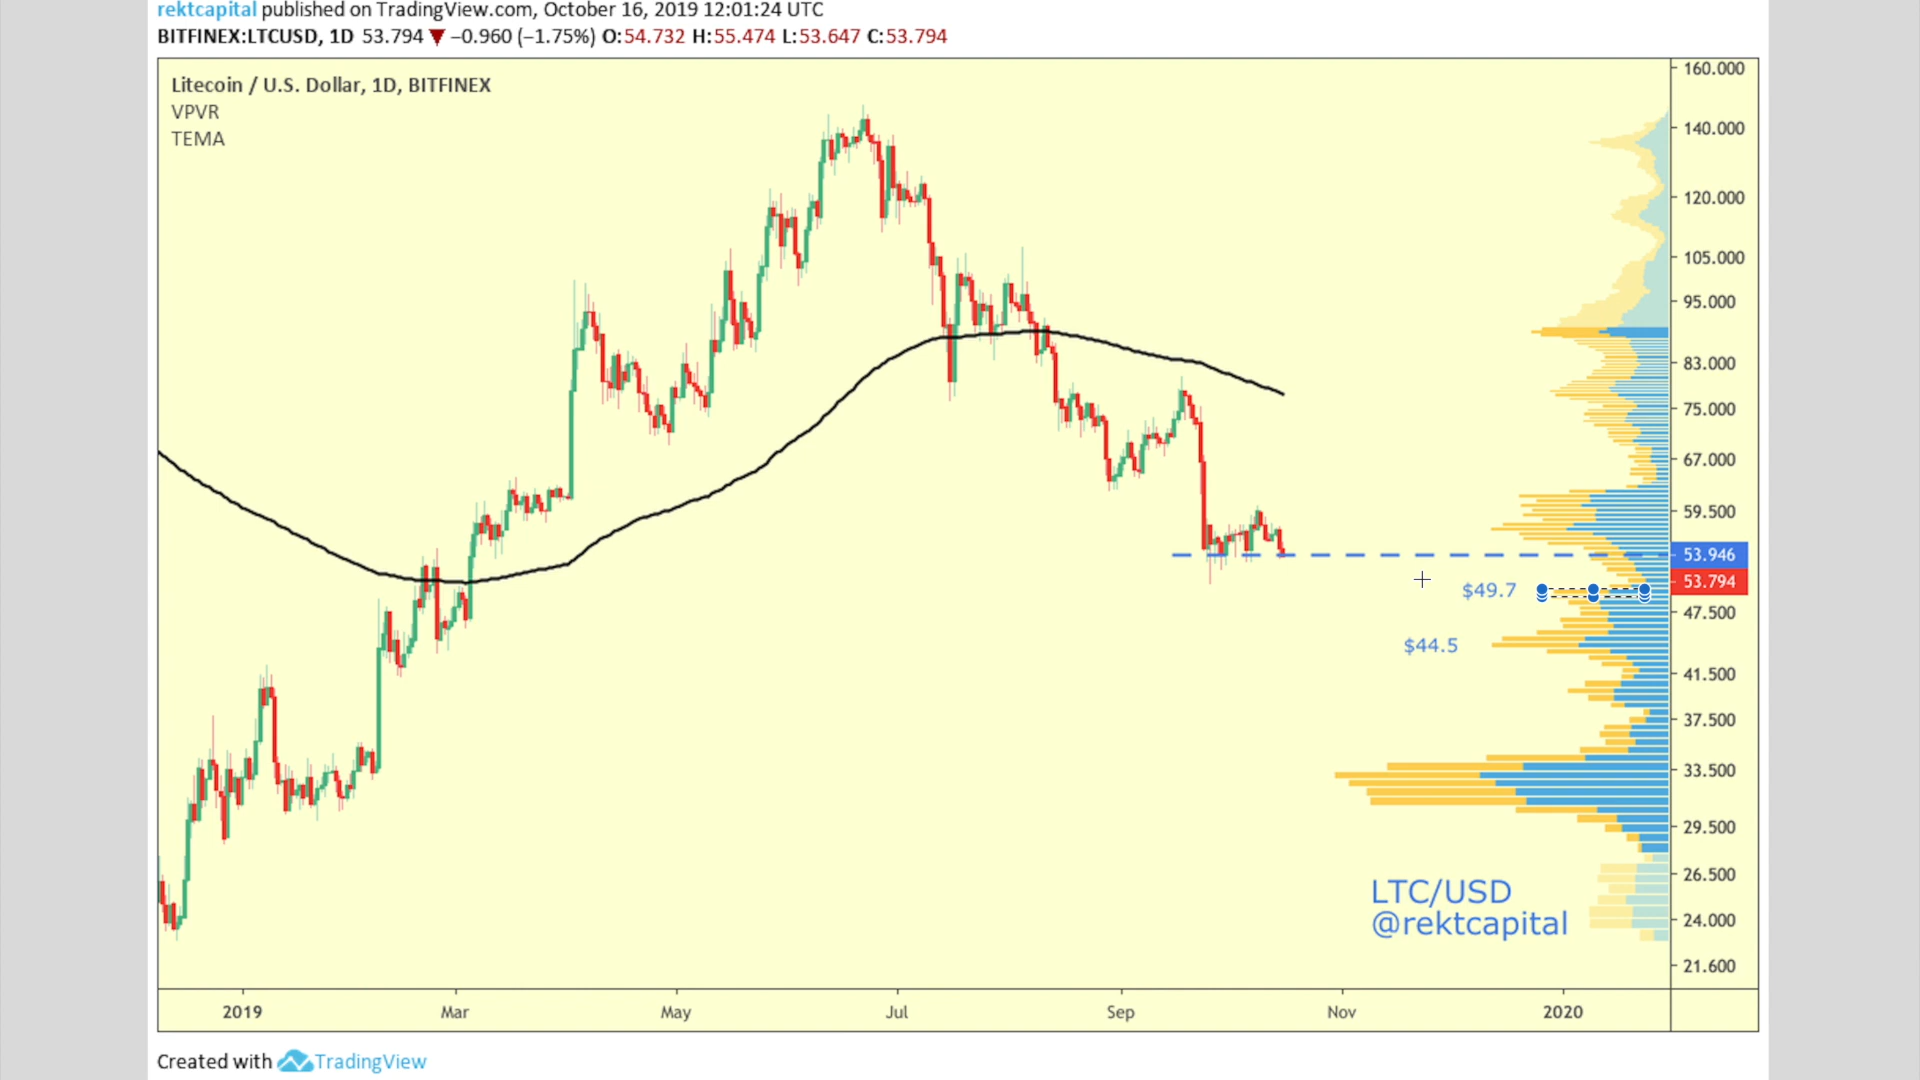 rektcapital published on TradingView.com, October 16, 2019 12:01:24 UTC
BITFINEX:LTCUSD, 1D 53.794 ▼ −0.960 (−1.75%) O:54.732 H:55.474 L:53.647 C:53.794
Litecoin / U.S. Dollar, 1D, BITFINEX
VPVR
TEMA
160.000
140.000
120.000
105.000
95.000
83.000
75.000
67.000
59.500
53.946
53.794
$49.7
47.500
$44.5
41.500
37.500
33.500
29.500
26.500
24.000
21.600
LTC/USD
@rektcapital
2019 Mar May Jul Sep Nov 2020
Created with TradingView